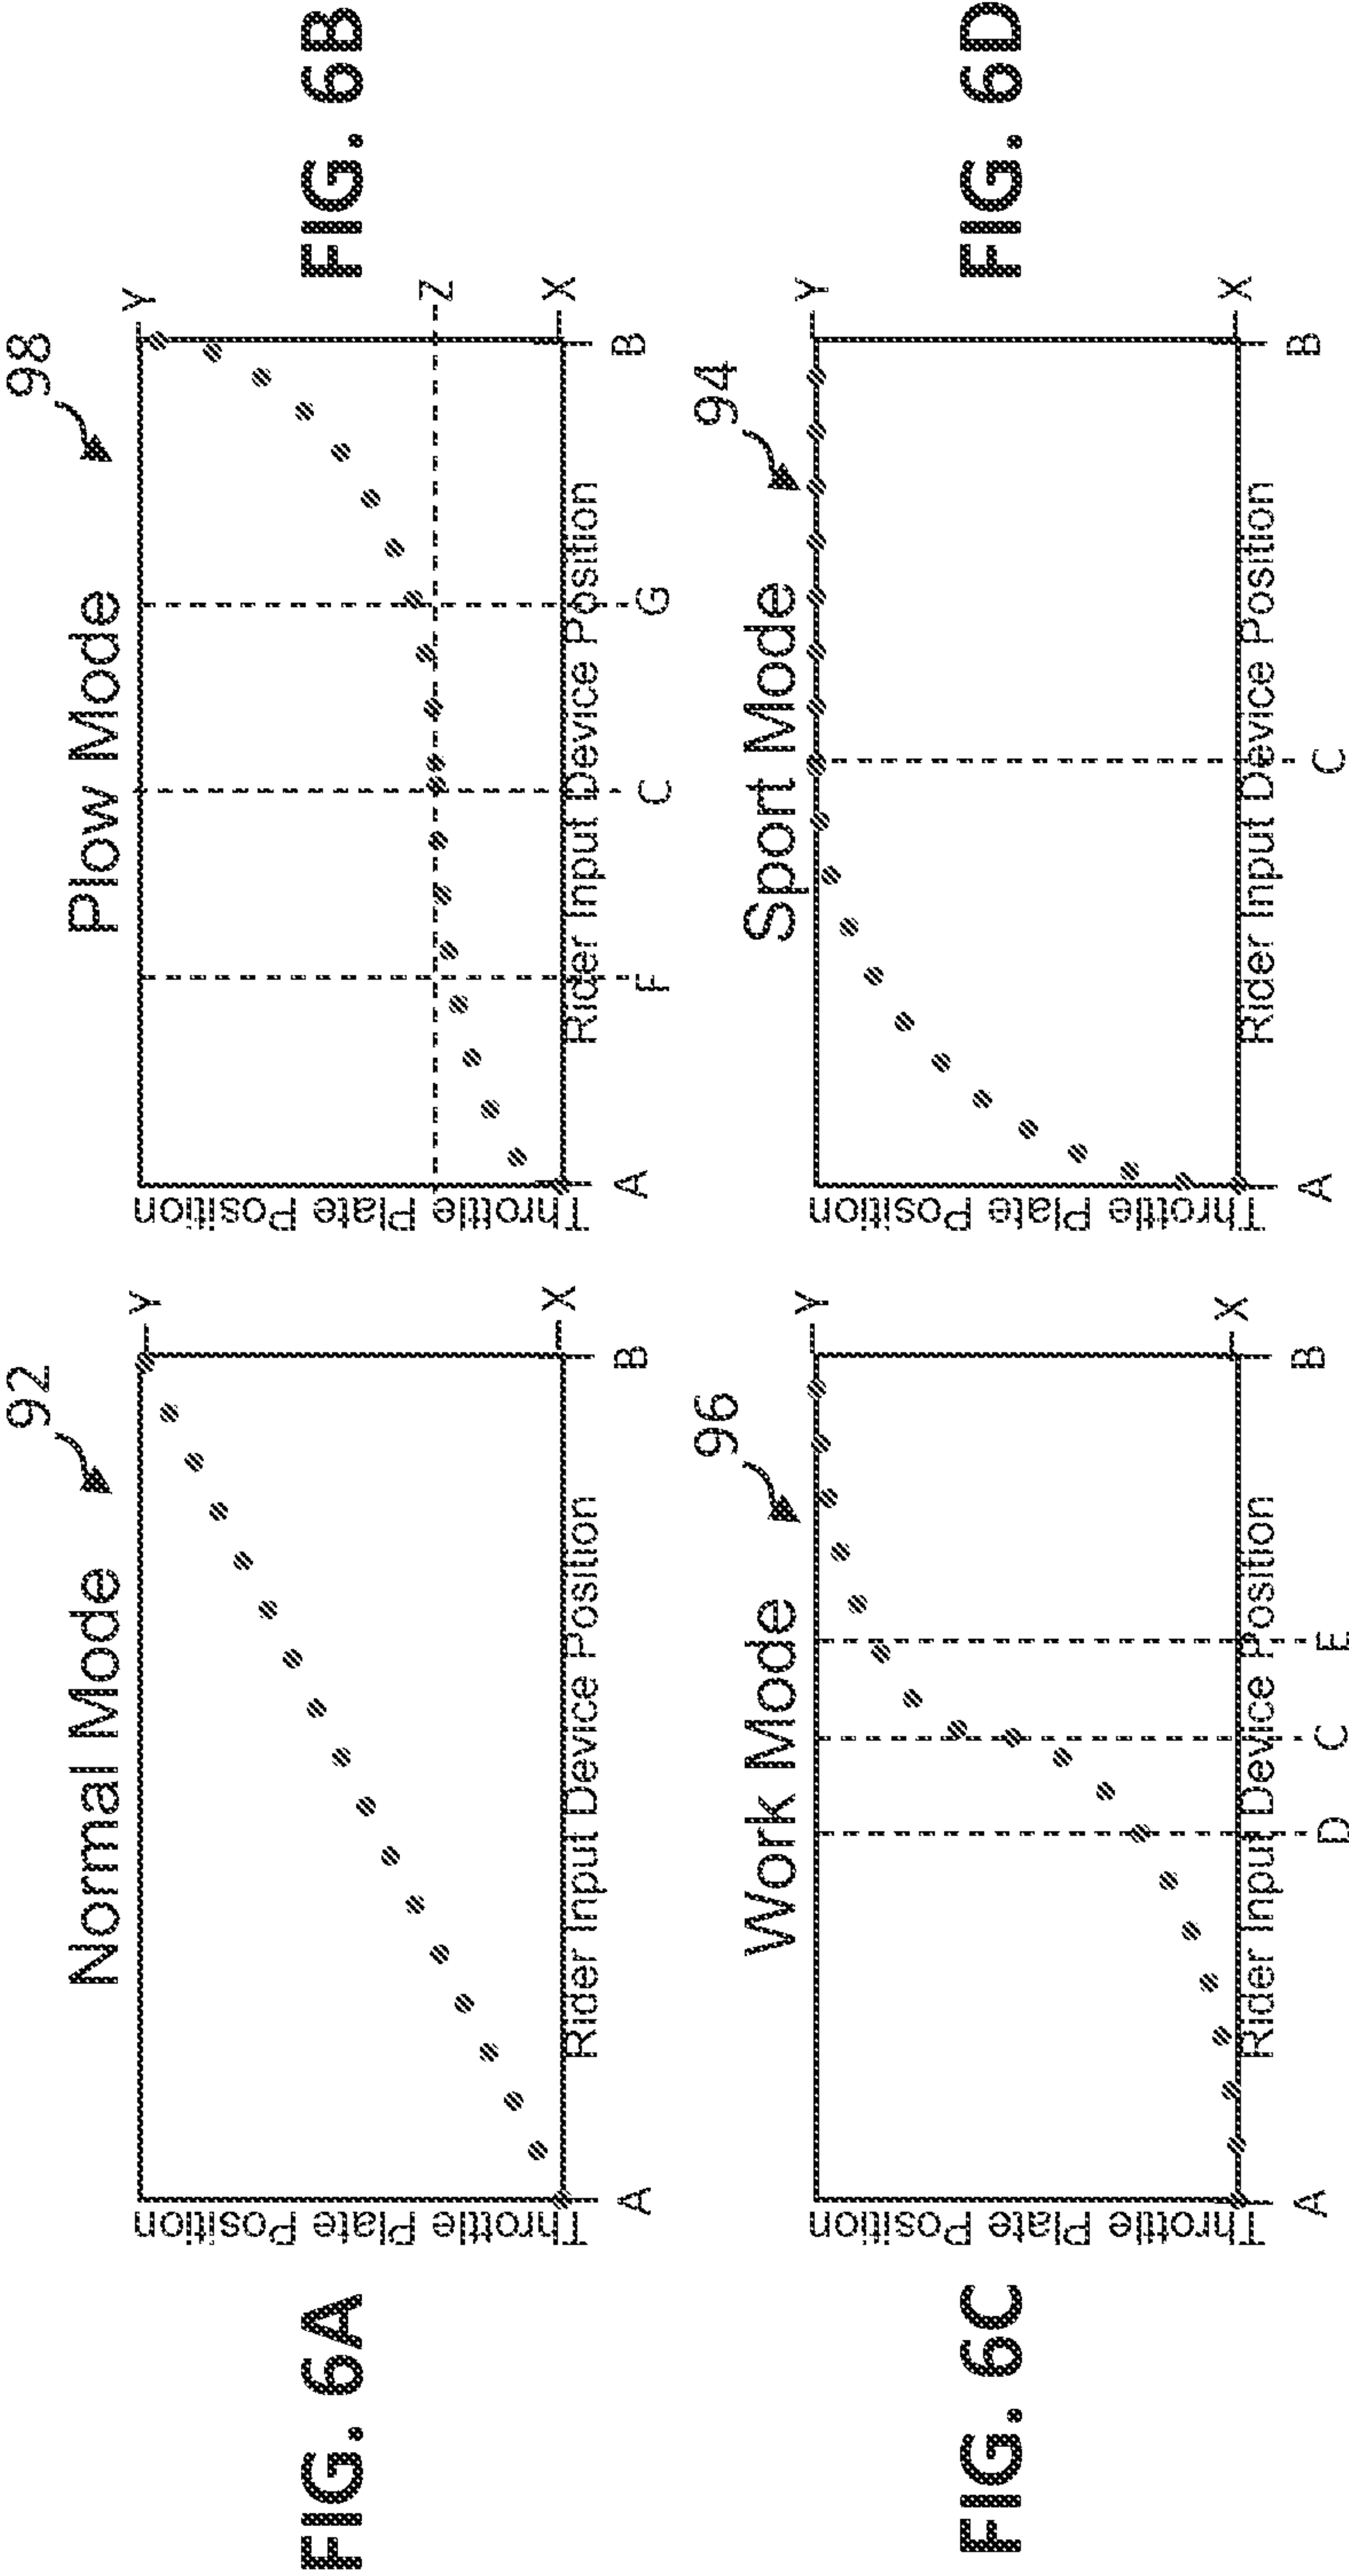 FIG. 6A
Normal Mode
92
Throttle Plate Position
Y
X
Rider Input Device Position
A
B
FIG. 6B
Plow Mode
98
Throttle Plate Position
Y
Z
X
Rider Input Device Position
A
F
C
G
B
FIG. 6C
Work Mode
96
Throttle Plate Position
Y
X
Rider Input Device Position
A
D
C
E
B
FIG. 6D
Sport Mode
94
Throttle Plate Position
Y
X
Rider Input Device Position
A
C
B